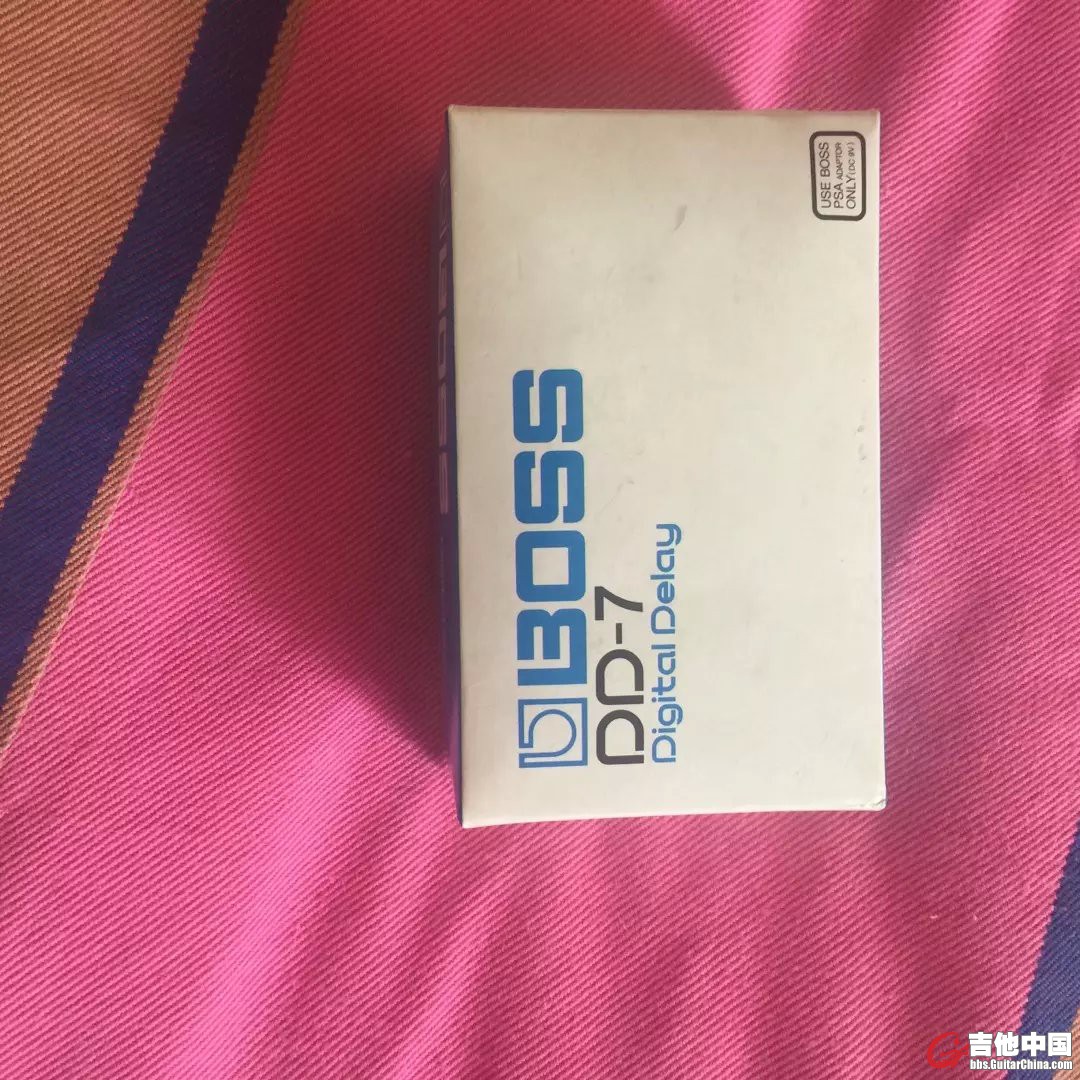 BOSS
DD-7
Digital Delay
USE BOSS
PSA ADAPTOR
ONLY(DC 9V)
BOSS
吉他中国
bbs.GuitarChina.com